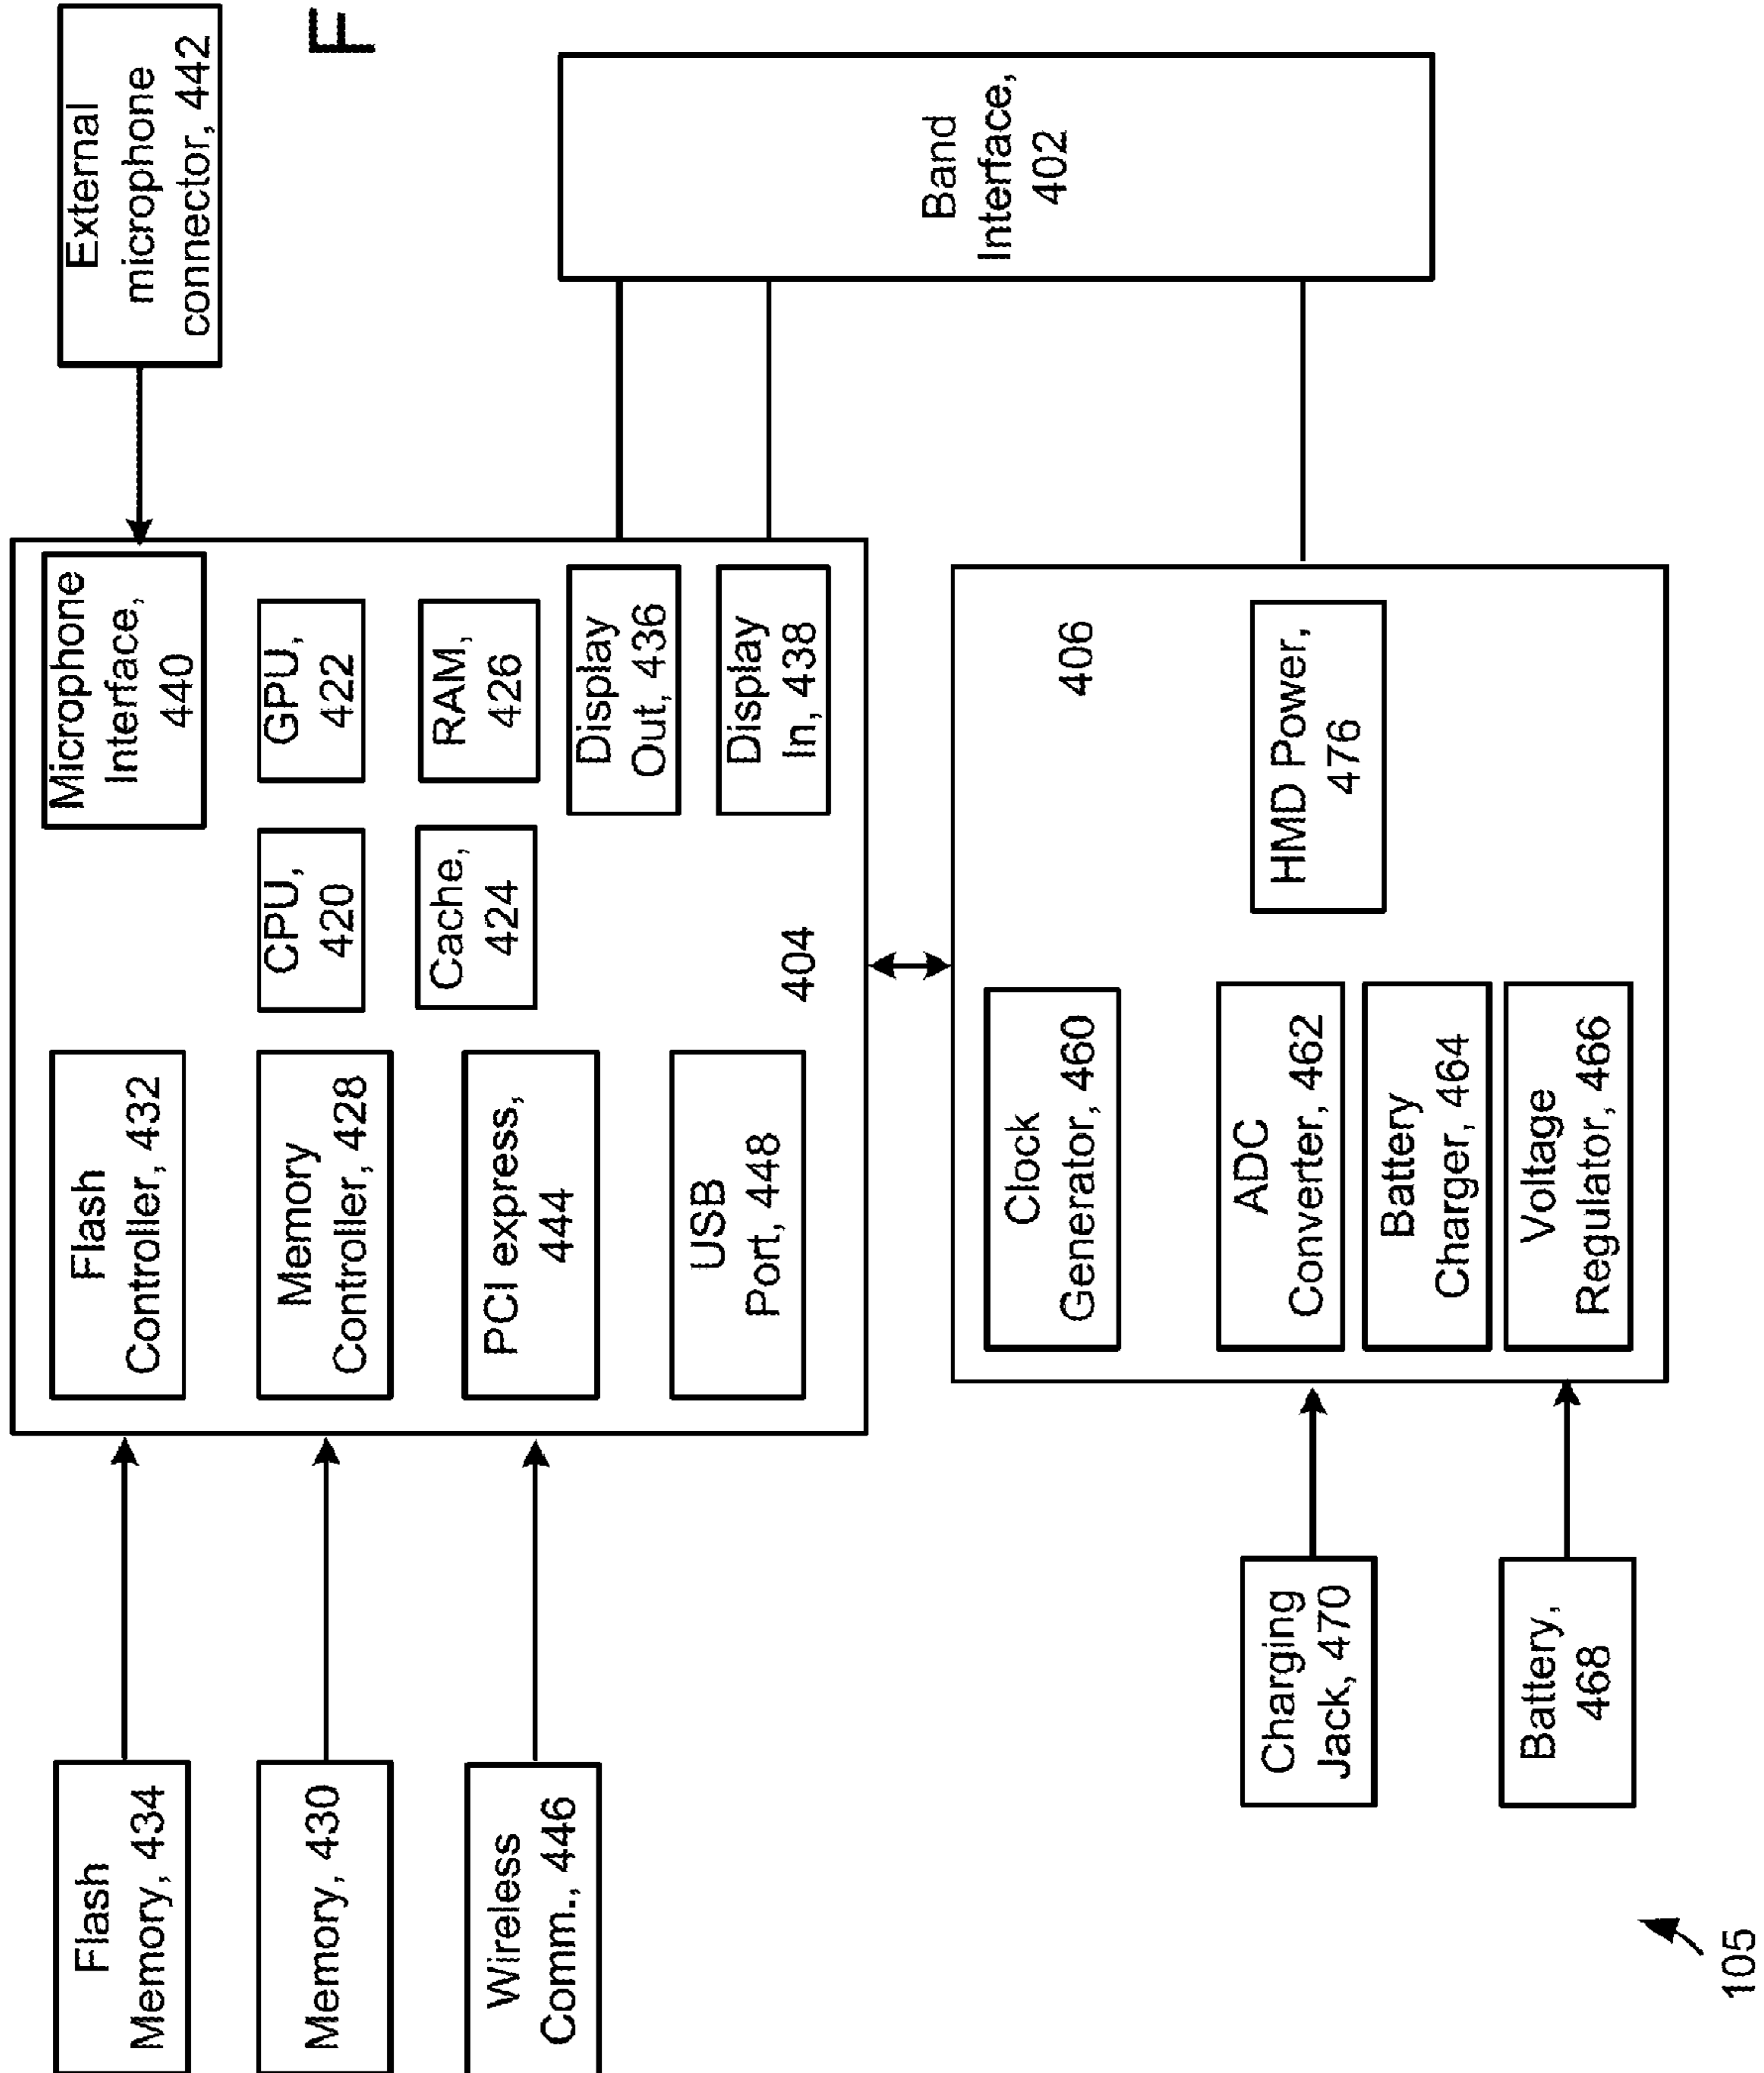 Flash
Memory, 434
Flash
Controller, 432
Microphone
Interface,
440
External
microphone
connector, 442
Memory, 430
Memory
Controller, 428
CPU,
420
GPU,
422
F
Wireless
Comm., 446
PCI express,
444
Cache,
424
RAM,
426
Display
Out, 436
USB
Port, 448
Display
In, 438
404
Band
Interface,
402
Clock
Generator, 460
406
Charging
Jack, 470
ADC
Converter, 462
HMD Power,
476
Battery
Charger, 464
Battery,
468
Voltage
Regulator, 466
105